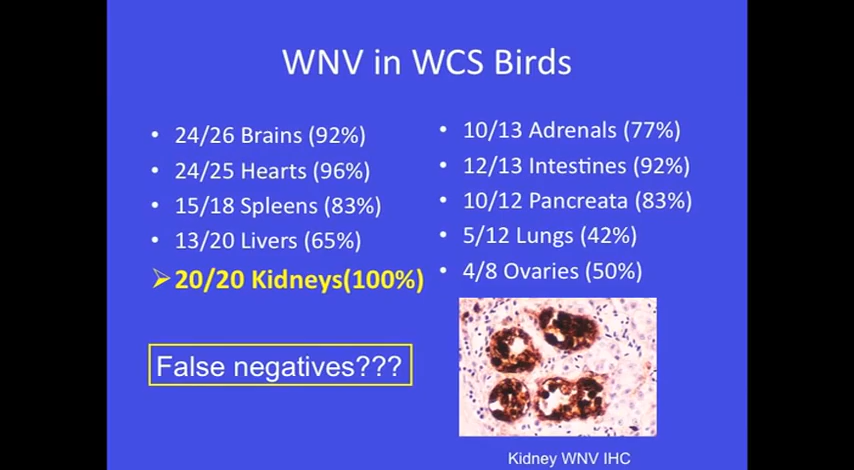 WNV in WCS Birds
• 24/26 Brains (92%)
• 24/25 Hearts (96%)
• 15/18 Spleens (83%)
• 13/20 Livers (65%)
➢ 20/20 Kidneys(100%)
• 10/13 Adrenals (77%)
• 12/13 Intestines (92%)
• 10/12 Pancreata (83%)
• 5/12 Lungs (42%)
• 4/8 Ovaries (50%)
False negatives???
Kidney WNV IHC